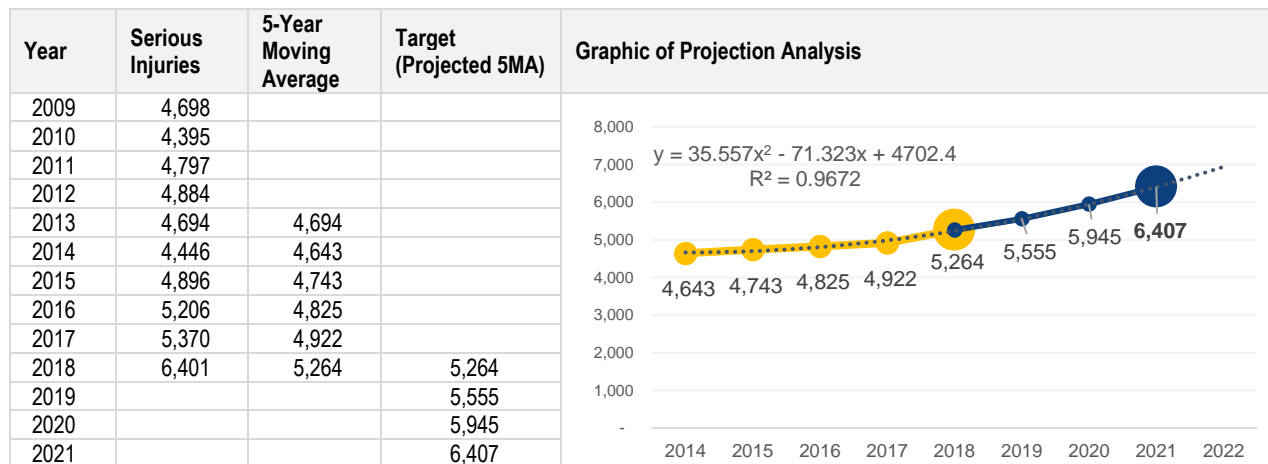 Year Serious Injuries 5-Year Moving Average Target (Projected 5MA) Graphic of Projection Analysis
2009 4,698
2010 4,395
2011 4,797
2012 4,884
2013 4,694 4,694
2014 4,446 4,643
2015 4,896 4,743
2016 5,206 4,825
2017 5,370 4,922
2018 6,401 5,264 5,264
2019 5,555
2020 5,945
2021 6,407
8,000
7,000
6,000
5,000
4,000
3,000
2,000
1,000
-
y = 35.557x² - 71.323x + 4702.4
R² = 0.9672
4,643 4,743 4,825 4,922 5,264 5,555 5,945 6,407
2014 2015 2016 2017 2018 2019 2020 2021 2022